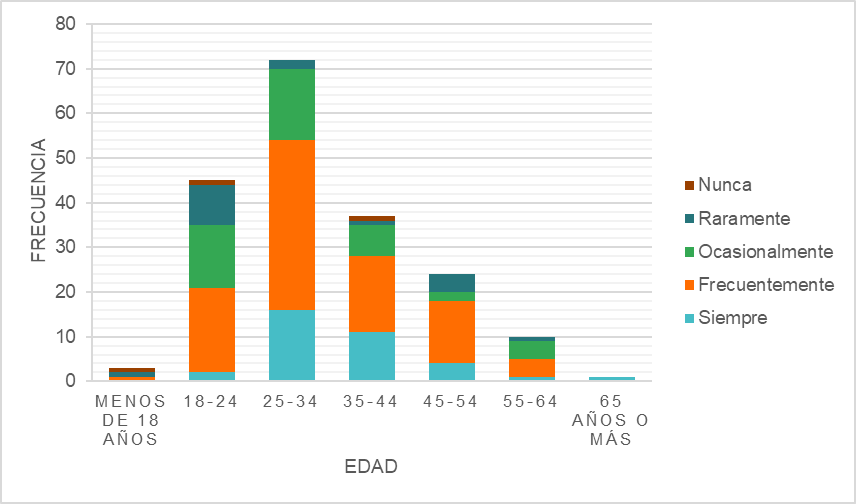 80
70
60
50
40
30
20
10
0
FRECUENCIA
MENOS
DE 18
AÑOS
18-24
25-34
35-44
45-54
55-64
65
AÑOS O
MÁS
EDAD
Nunca
Raramente
Ocasionalmente
Frecuentemente
Siempre